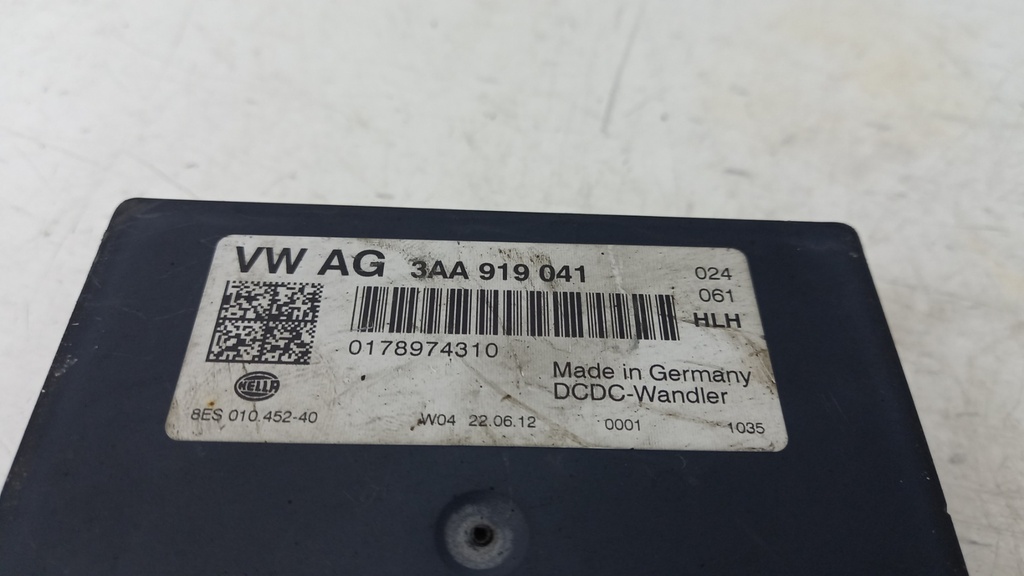 VW AG 3AA 919 041 024
061
HLH
0178974310
Made in Germany
HELLA DCDC-Wandler
8ES 010 452-40 W04 22.06.12 0001 1035